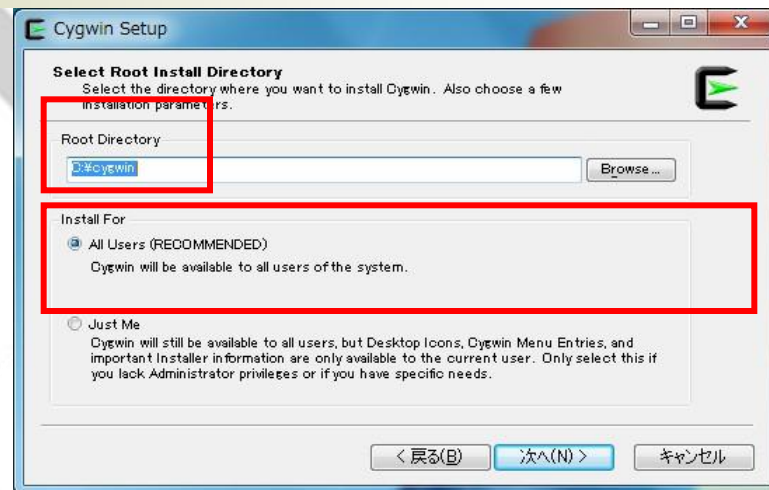 Cygwin Setup
Select Root Install Directory
Select the directory where you want to install Cygwin. Also choose a few
installation parameters.
Root Directory
C:¥cygwin
Browse...
Install For
All Users (RECOMMENDED)
Cygwin will be available to all users of the system.
Just Me
Cygwin will still be available to all users, but Desktop Icons, Cygwin Menu Entries, and
important Installer information are only available to the current user. Only select this if
you lack Administrator privileges or if you have specific needs.
< 戻る(B)
次へ(N) >
キャンセル